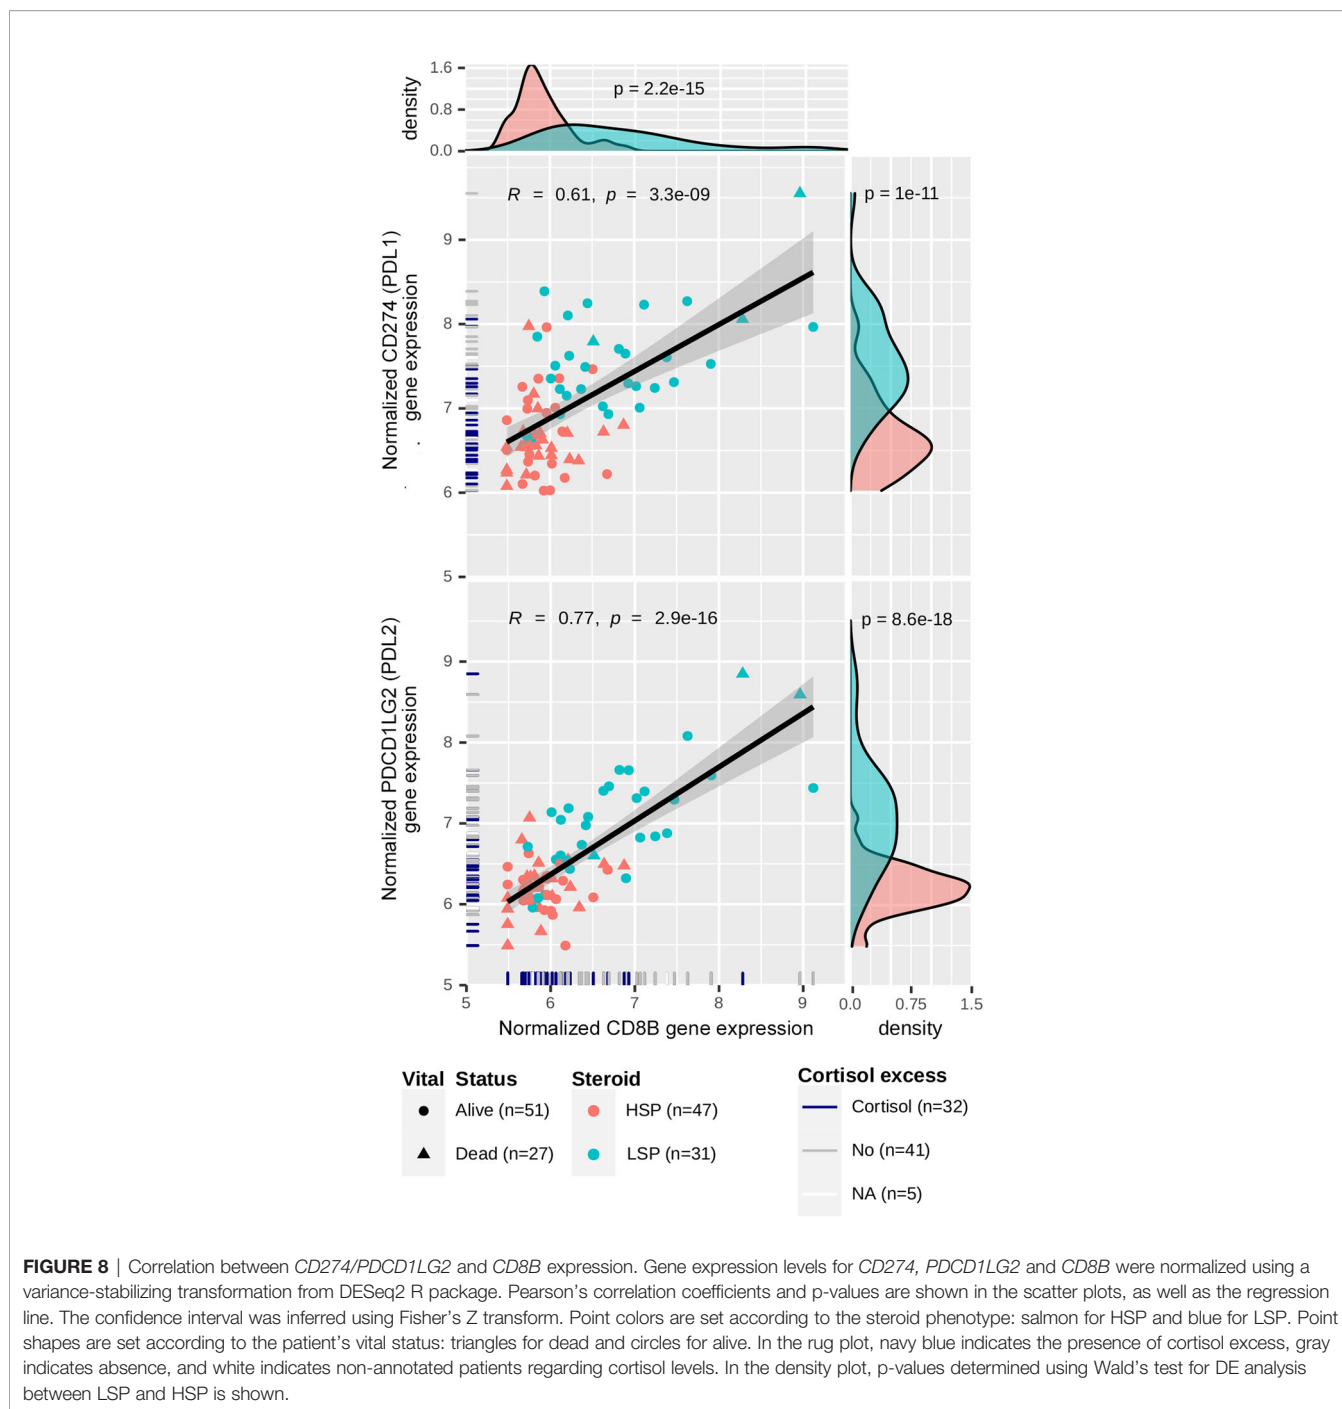 1.6
0.8
0.0
density
p = 2.2e-15
R = 0.61, p = 3.3e-09
p = 1e-11
9
8
7
6
5
Normalized CD274 (PDL1)
gene expression
R = 0.77, p = 2.9e-16
p = 8.6e-18
9
8
7
6
5
Normalized PDCD1LG2 (PDL2)
gene expression
5 6 7 8 9
0.0 0.75 1.5
Normalized CD8B gene expression
density
Vital Status
Alive (n=51)
Dead (n=27)
Steroid
HSP (n=47)
LSP (n=31)
Cortisol excess
Cortisol (n=32)
No (n=41)
NA (n=5)
FIGURE 8 | Correlation between CD274/PDCD1LG2 and CD8B expression. Gene expression levels for CD274, PDCD1LG2 and CD8B were normalized using a
variance-stabilizing transformation from DESeq2 R package. Pearson's correlation coefficients and p-values are shown in the scatter plots, as well as the regression
line. The confidence interval was inferred using Fisher's Z transform. Point colors are set according to the steroid phenotype: salmon for HSP and blue for LSP. Point
shapes are set according to the patient's vital status: triangles for dead and circles for alive. In the rug plot, navy blue indicates the presence of cortisol excess, gray
indicates absence, and white indicates non-annotated patients regarding cortisol levels. In the density plot, p-values determined using Wald's test for DE analysis
between LSP and HSP is shown.